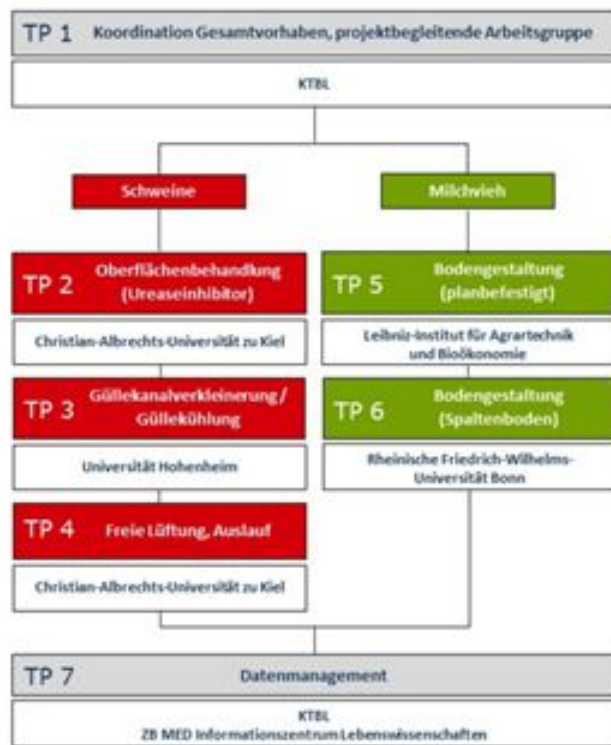 TP 1 Koordination Gesamtvorhaben, projektbegleitende Arbeitsgruppe
KTBL
Schweine
Milchvieh
TP 2 Oberflächenbehandlung
(Ureaseinhibitor)
Christian-Albrechts-Universität zu Kiel
TP 3 Güllekanalverkleinerung /
Güllekühlung
Universität Hohenheim
TP 4 Freie Lüftung, Auslauf
Christian-Albrechts-Universität zu Kiel
TP 5 Bodengestaltung
(planbefestigt)
Leibniz-Institut für Agrartechnik
und Bioökonomie
TP 6 Bodengestaltung
(Spaltenboden)
Rheinische Friedrich-Wilhelms-
Universität Bonn
TP 7 Datenmanagement
KTBL
ZB MED Informationszentrum Lebenswissenschaften